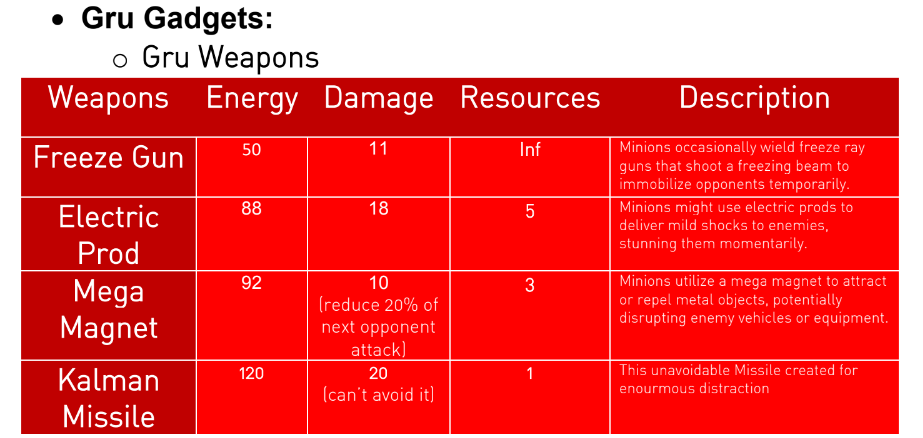 • Gru Gadgets:
o Gru Weapons
Weapons Energy Damage Resources Description
Freeze Gun 50 11 Inf Minions occasionally wield freeze ray
guns that shoot a freezing beam to
immobilize opponents temporarily.
Electric
Prod 88 18 5 Minions might use electric prods to
deliver mild shocks to enemies,
stunning them momentarily.
Mega
Magnet 92 10
(reduce 20% of
next opponent
attack) 3 Minions utilize a mega magnet to attract
or repel metal objects, potentially
disrupting enemy vehicles or equipment.
Kalman
Missile 120 20
(can't avoid it) 1 This unavoidable Missile created for
enourmous distraction